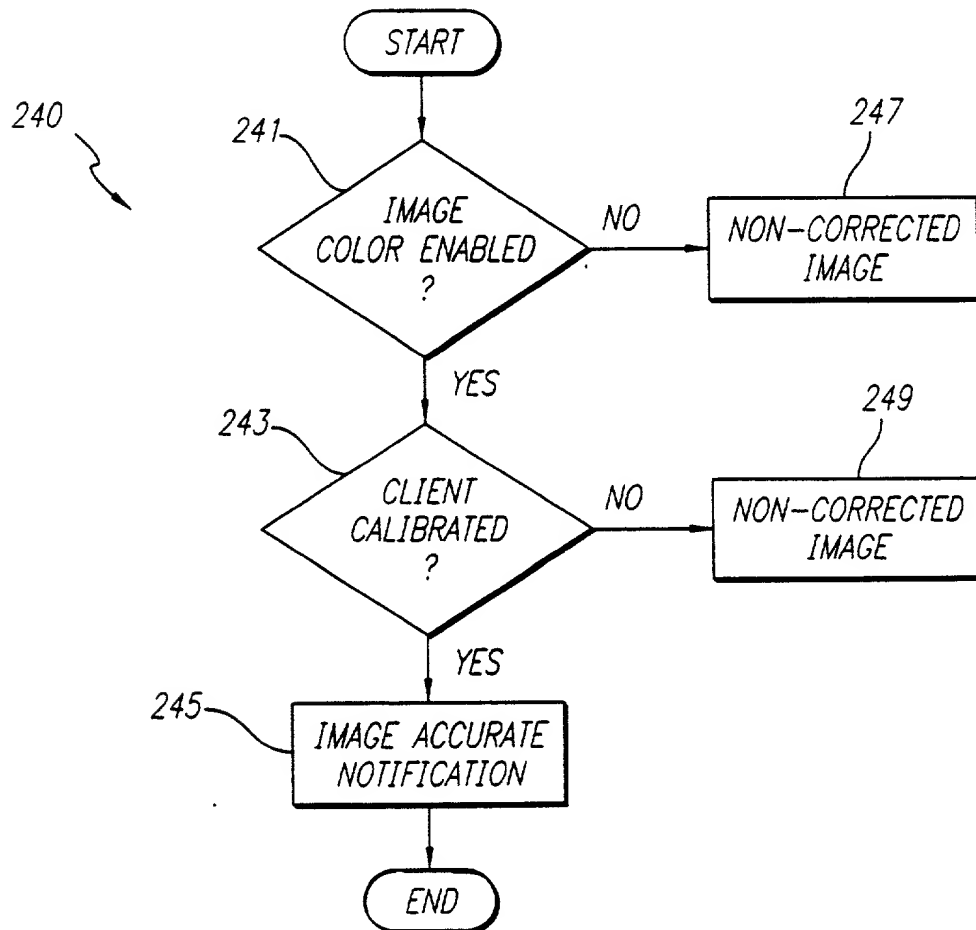 START
240
241
IMAGE
COLOR ENABLED
?
NO
247
NON-CORRECTED
IMAGE
YES
243
CLIENT
CALIBRATED
?
NO
249
NON-CORRECTED
IMAGE
YES
245
IMAGE ACCURATE
NOTIFICATION
END